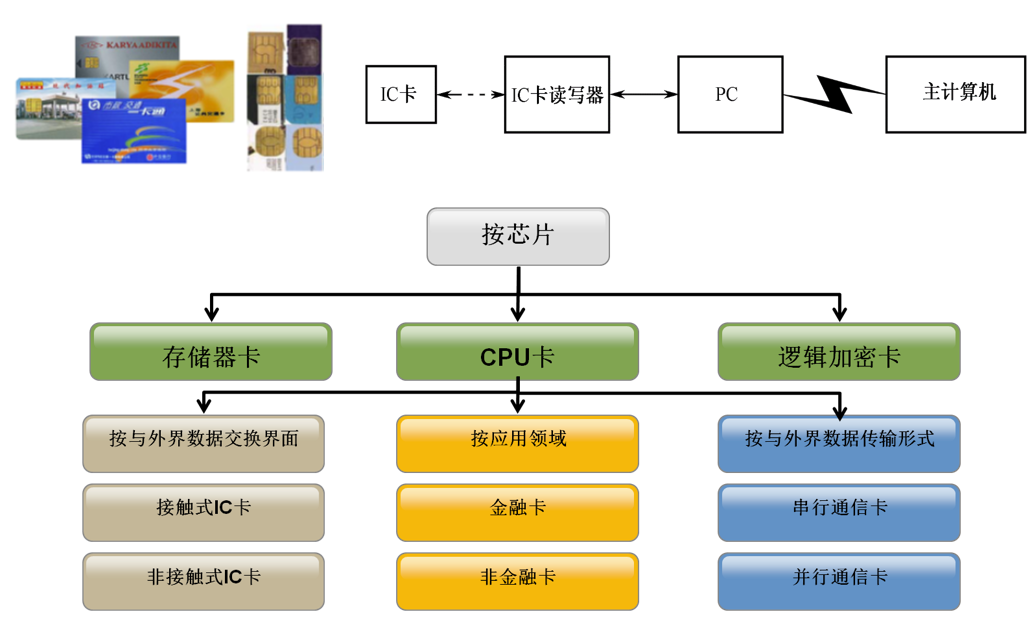 KARYA ADIKITA
一卡通
IC卡
IC卡读写器
PC
主计算机
按芯片
存储器卡
CPU卡
逻辑加密卡
按与外界数据交换界面
按应用领域
按与外界数据传输形式
接触式IC卡
金融卡
串行通信卡
非接触式IC卡
非金融卡
并行通信卡